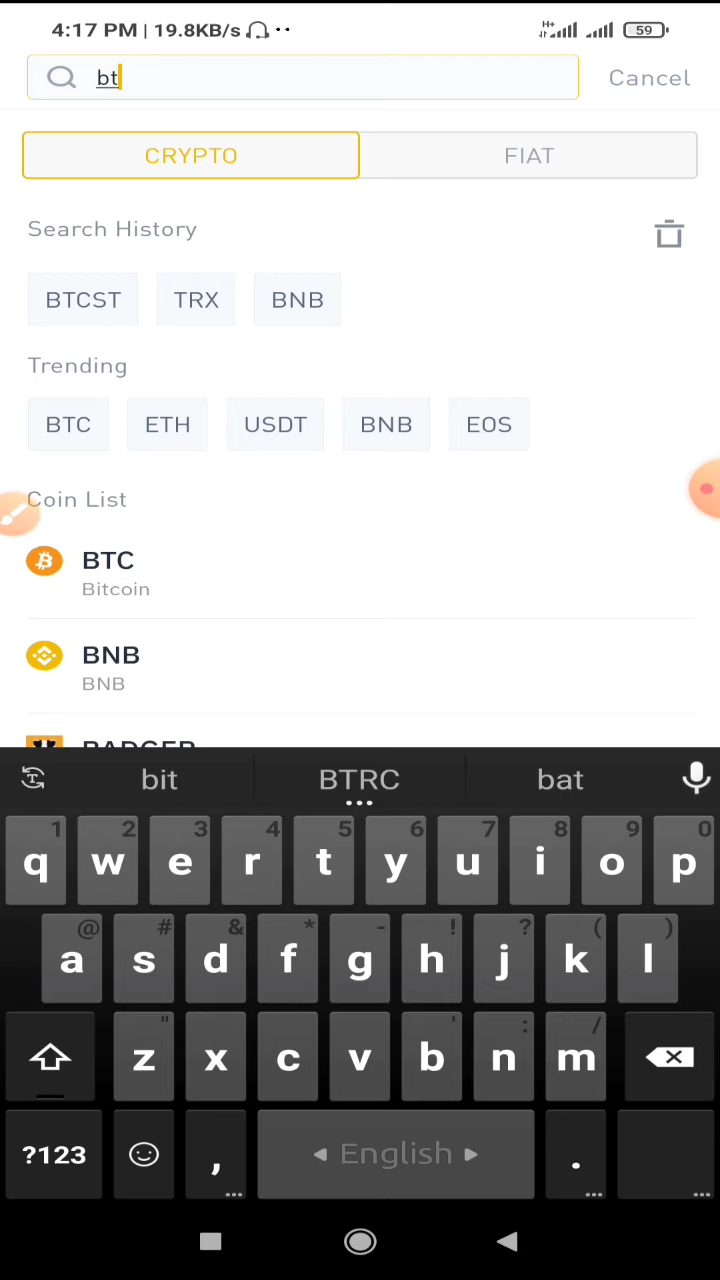 4:17 PM | 19.8KB/s
H+
59
bt
Cancel
CRYPTO
FIAT
Search History
BTCST TRX BNB
Trending
BTC ETH USDT BNB EOS
Coin List
BTC
Bitcoin
BNB
BNB
BADGER
bit BTRC bat
1 2 3 4 5 6 7 8 9 0
q w e r t y u i o p
@ # & * - ! ? ( )
a s d f g h j k l
" ' : /
z x c v b n m
?123 , English .